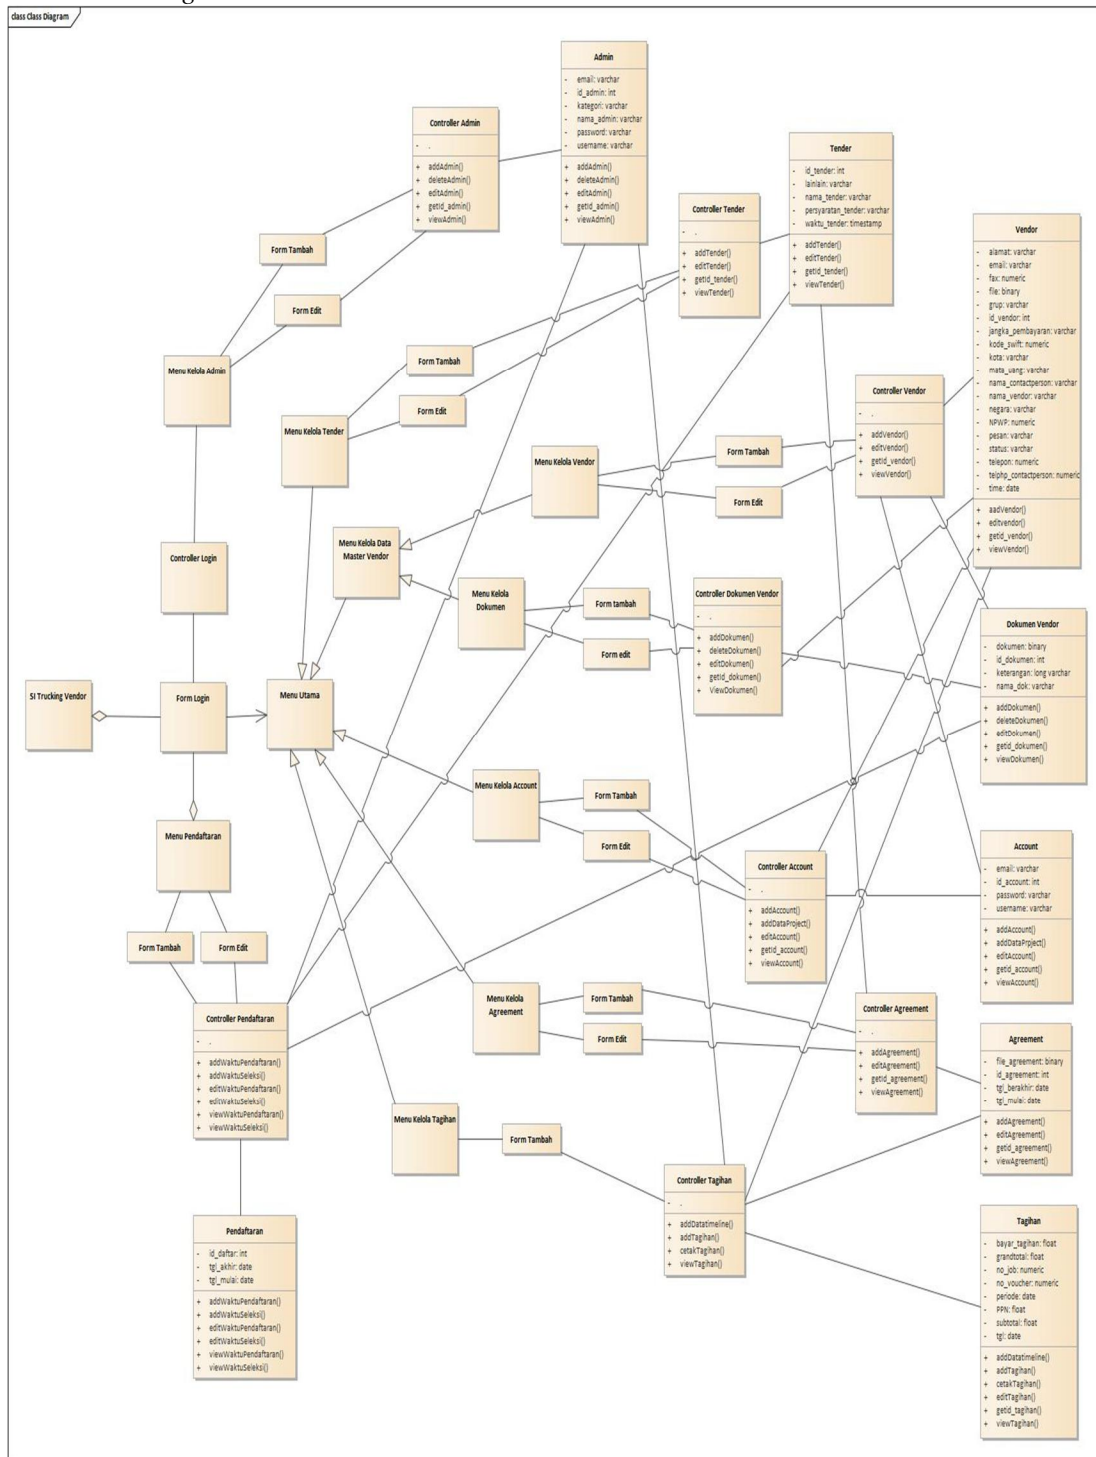 class Class Diagram
Admin
- email: varchar
- id_admin: int
- kategori: varchar
- nama_admin: varchar
- password: varchar
- username: varchar
+ addAdmin()
+ deleteAdmin()
+ editAdmin()
+ getid_admin()
+ viewAdmin()
Controller Admin
- .
+ addAdmin()
+ deleteAdmin()
+ editAdmin()
+ getid_admin()
+ viewAdmin()
Tender
- id_tender: int
- lainlain: varchar
- nama_tender: varchar
- persyaratan_tender: varchar
- waktu_tender: timestamp
+ addTender()
+ editTender()
+ getid_tender()
+ viewTender()
Controller Tender
- .
+ addTender()
+ editTender()
+ getid_tender()
+ viewTender()
Vendor
- alamat: varchar
- email: varchar
- fax: numeric
- file: binary
- grup: varchar
- id_vendor: int
- jangka_pembayaran: varchar
- kode_swift: numeric
- kota: varchar
- mata_uang: varchar
- nama_contactperson: varchar
- nama_vendor: varchar
- negara: varchar
- NPWP: numeric
- pesan: varchar
- status: varchar
- telepon: numeric
- telphp_contactperson: numeric
- time: date
+ aadVendor()
+ editvendor()
+ getid_vendor()
+ viewVendor()
Form Tambah
Form Edit
Menu Kelola Admin
Form Tambah
Form Edit
Menu Kelola Tender
Controller Vendor
- .
+ addVendor()
+ editVendor()
+ getid_vendor()
+ viewVendor()
Menu Kelola Vendor
Form Tambah
Form Edit
Menu Kelola Data
Master Vendor
Controller Login
Menu Kelola
Dokumen
Form tambah
Form edit
Controller Dokumen Vendor
- .
+ addDokumen()
+ deleteDokumen()
+ editDokumen()
+ getid_dokumen()
+ ViewDokumen()
Dokumen Vendor
- dokumen: binary
- id_dokumen: int
- keterangan: long varchar
- nama_dok: varchar
+ addDokumen()
+ deleteDokumen()
+ editDokumen()
+ getid_dokumen()
+ viewDokumen()
SI Trucking Vendor
Form Login
Menu Utama
Menu Kelola Account
Form Tambah
Form Edit
Menu Pendaftaran
Controller Account
- .
+ addAccount()
+ addDataProject()
+ editAccount()
+ getid_account()
+ viewAccount()
Account
- email: varchar
- id_account: int
- password: varchar
- username: varchar
+ addAccount()
+ addDataPrpject()
+ editAccount()
+ getid_account()
+ viewAccount()
Form Tambah
Form Edit
Controller Pendaftaran
- .
+ addWaktuPendaftaran()
+ addWaktuSeleksi()
+ editWaktuPendaftaran()
+ editWaktuSeleksi()
+ viewWaktuPendaftaran()
+ viewWaktuSeleksi()
Menu Kelola
Agreement
Form Tambah
Form Edit
Controller Agreement
- .
+ addAgreement()
+ editAgreement()
+ getid_agreement()
+ viewAgreement()
Agreement
- file_agreement: binary
- id_agreement: int
- tgl_berakhir: date
- tgl_mulai: date
+ addAgreement()
+ editAgreement()
+ getid_agreement()
+ viewAgreement()
Menu Kelola Tagihan
Form Tambah
Controller Tagihan
- .
+ addDatatimeline()
+ addTagihan()
+ cetakTagihan()
+ viewTagihan()
Pendaftaran
- id_daftar: int
- tgl_akhir: date
- tgl_mulai: date
+ addWaktuPendaftaran()
+ addWaktuSeleksi()
+ editWaktuPendaftaran()
+ editWaktuSeleksi()
+ viewWaktuPendaftaran()
+ viewWaktuSeleksi()
Tagihan
- bayar_tagihan: float
- grandtotal: float
- no_job: numeric
- no_voucher: numeric
- periode: date
- PPN: float
- subtotal: float
- tgl: date
+ addDatatimeline()
+ addTagihan()
+ cetakTagihan()
+ editTagihan()
+ getid_tagihan()
+ viewTagihan()